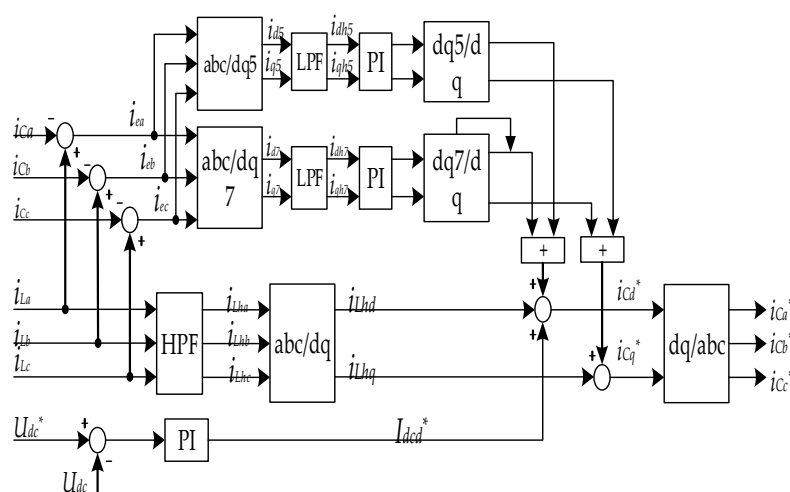 i_d5 i_dh5
abc/dq5 LPF PI dq5/d
q
i_q5 i_qh5
i_Ca - i_ea
+
i_Cb - i_eb
+
i_Cc - i_ec
+
abc/dq
7
i_d7 i_dh7
LPF PI dq7/d
q
i_q7 i_qh7
+ +
i_La i_Lha i_Lhd + i_Cd* i_Ca*
i_Lb HPF i_Lhb abc/dq + dq/abc i_Cb*
i_Lc i_Lhc i_Lhq + i_Cq* i_Cc*
U_dc* + PI I_dcd*
-
U_dc